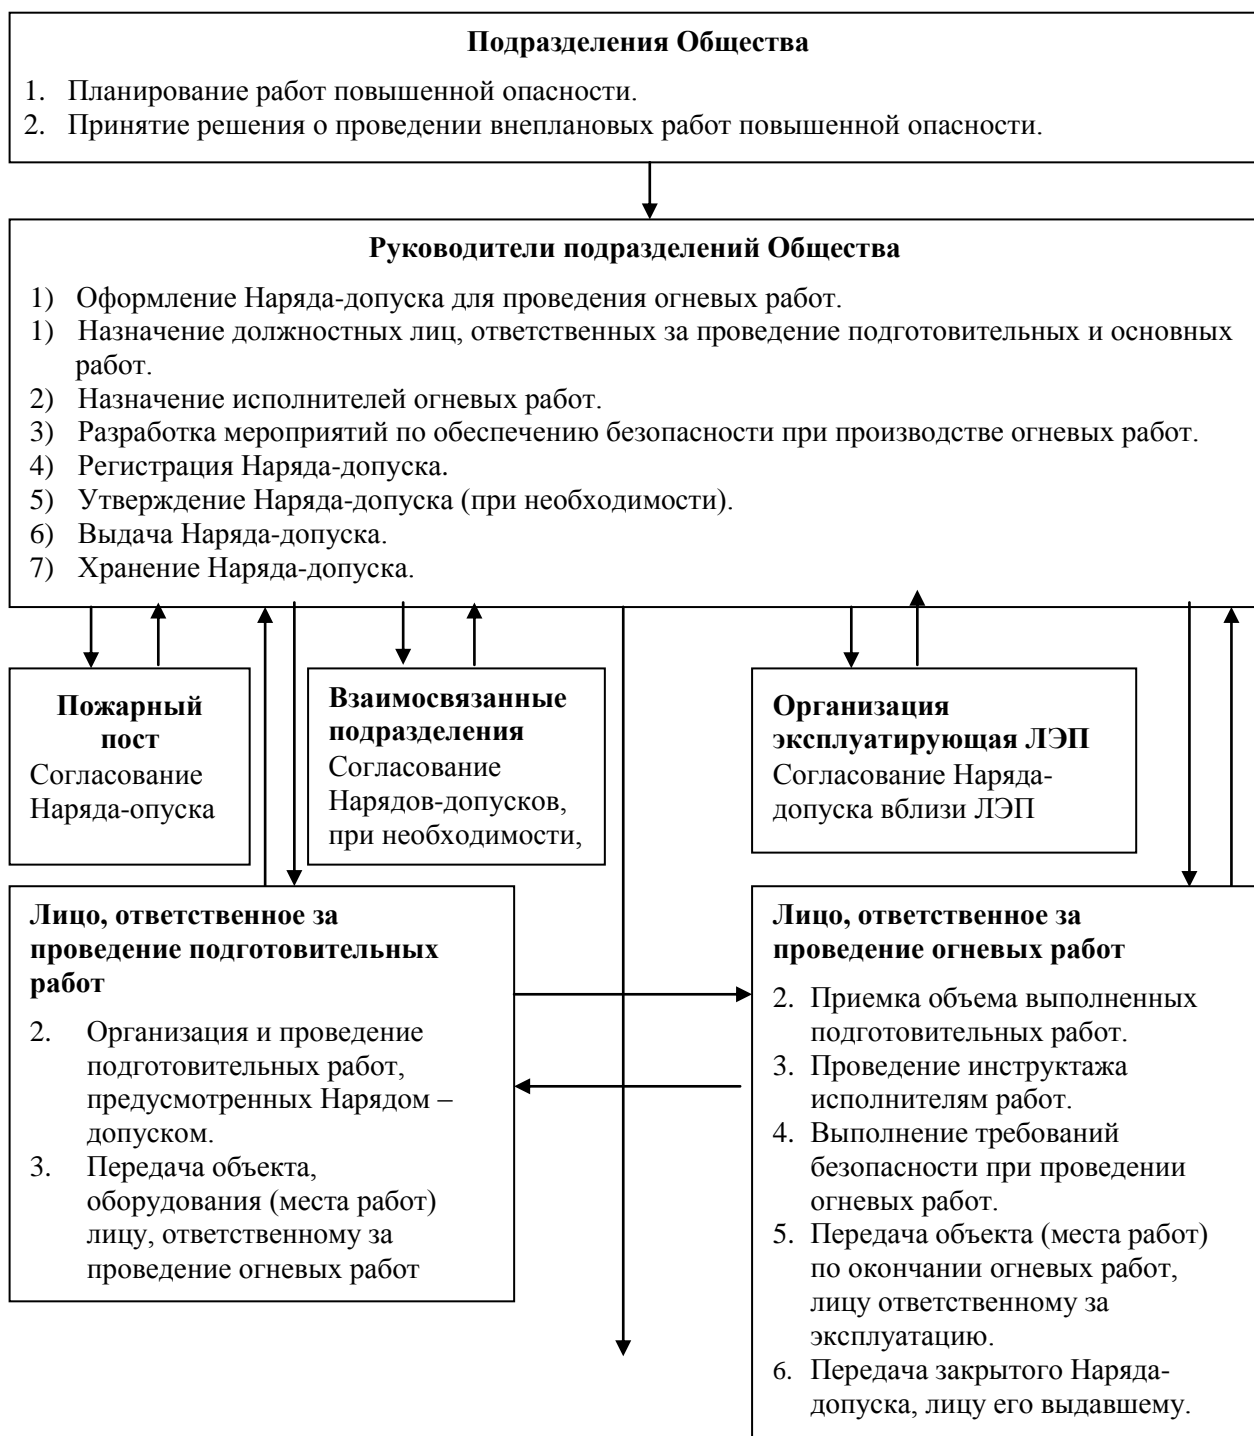 Подразделения Общества
1. Планирование работ повышенной опасности.
2. Принятие решения о проведении внеплановых работ повышенной опасности.
Руководители подразделений Общества
1) Оформление Наряда-допуска для проведения огневых работ.
1) Назначение должностных лиц, ответственных за проведение подготовительных и основных
работ.
2) Назначение исполнителей огневых работ.
3) Разработка мероприятий по обеспечению безопасности при производстве огневых работ.
4) Регистрация Наряда-допуска.
5) Утверждение Наряда-допуска (при необходимости).
6) Выдача Наряда-допуска.
7) Хранение Наряда-допуска.
Пожарный
пост
Согласование
Наряда-опуска
Взаимосвязанные
подразделения
Согласование
Нарядов-допусков,
при необходимости,
Организация
эксплуатирующая ЛЭП
Согласование Наряда-
допуска вблизи ЛЭП
Лицо, ответственное за
проведение подготовительных
работ
2. Организация и проведение
подготовительных работ,
предусмотренных Нарядом –
допуском.
3. Передача объекта,
оборудования (места работ)
лицу, ответственному за
проведение огневых работ
Лицо, ответственное за
проведение огневых работ
2. Приемка объема выполненных
подготовительных работ.
3. Проведение инструктажа
исполнителям работ.
4. Выполнение требований
безопасности при проведении
огневых работ.
5. Передача объекта (места работ)
по окончании огневых работ,
лицу ответственному за
эксплуатацию.
6. Передача закрытого Наряда-
допуска, лицу его выдавшему.